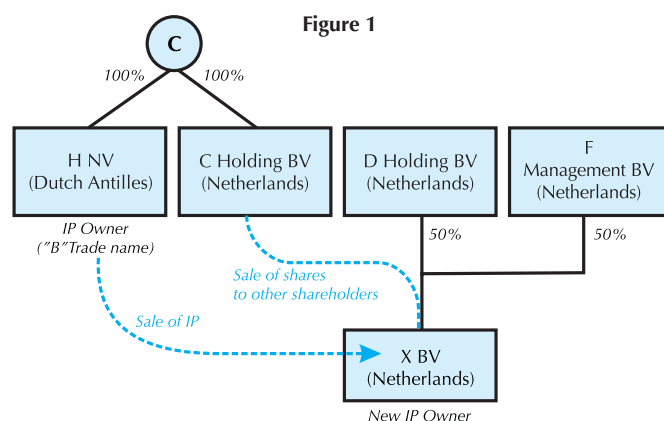 Figure 1
C
100%
100%
H NV
(Dutch Antilles)
C Holding BV
(Netherlands)
D Holding BV
(Netherlands)
F
Management BV
(Netherlands)
IP Owner
(”B”Trade name)
50%
50%
Sale of shares
to other shareholders
Sale of IP
X BV
(Netherlands)
New IP Owner